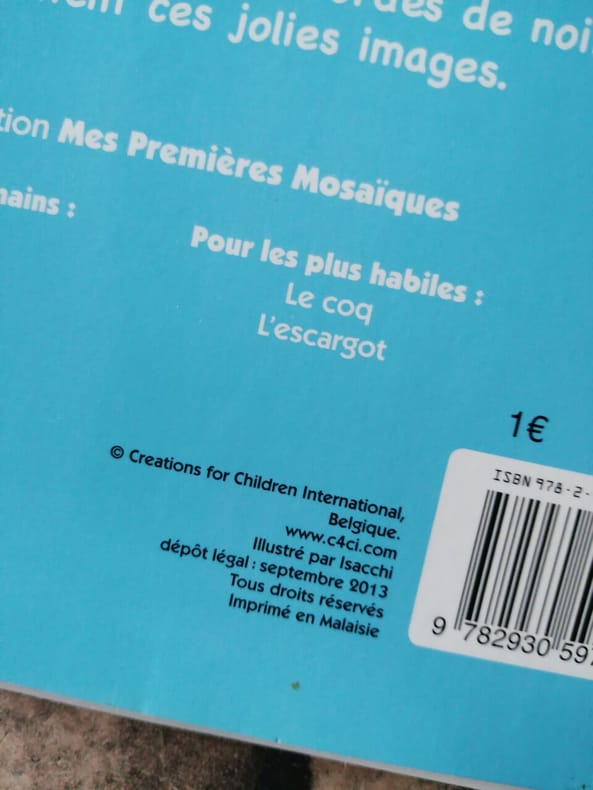 ces jolies images.
Mes Premières Mosaïques
Pour les plus habiles :
Le coq
L'escargot
1€
© Creations for Children International,
Belgique.
www.c4ci.com
Illustré par Isacchi
dépôt légal : septembre 2013
Tous droits réservés
Imprimé en Malaisie
ISBN 978-2-
9 782930 597